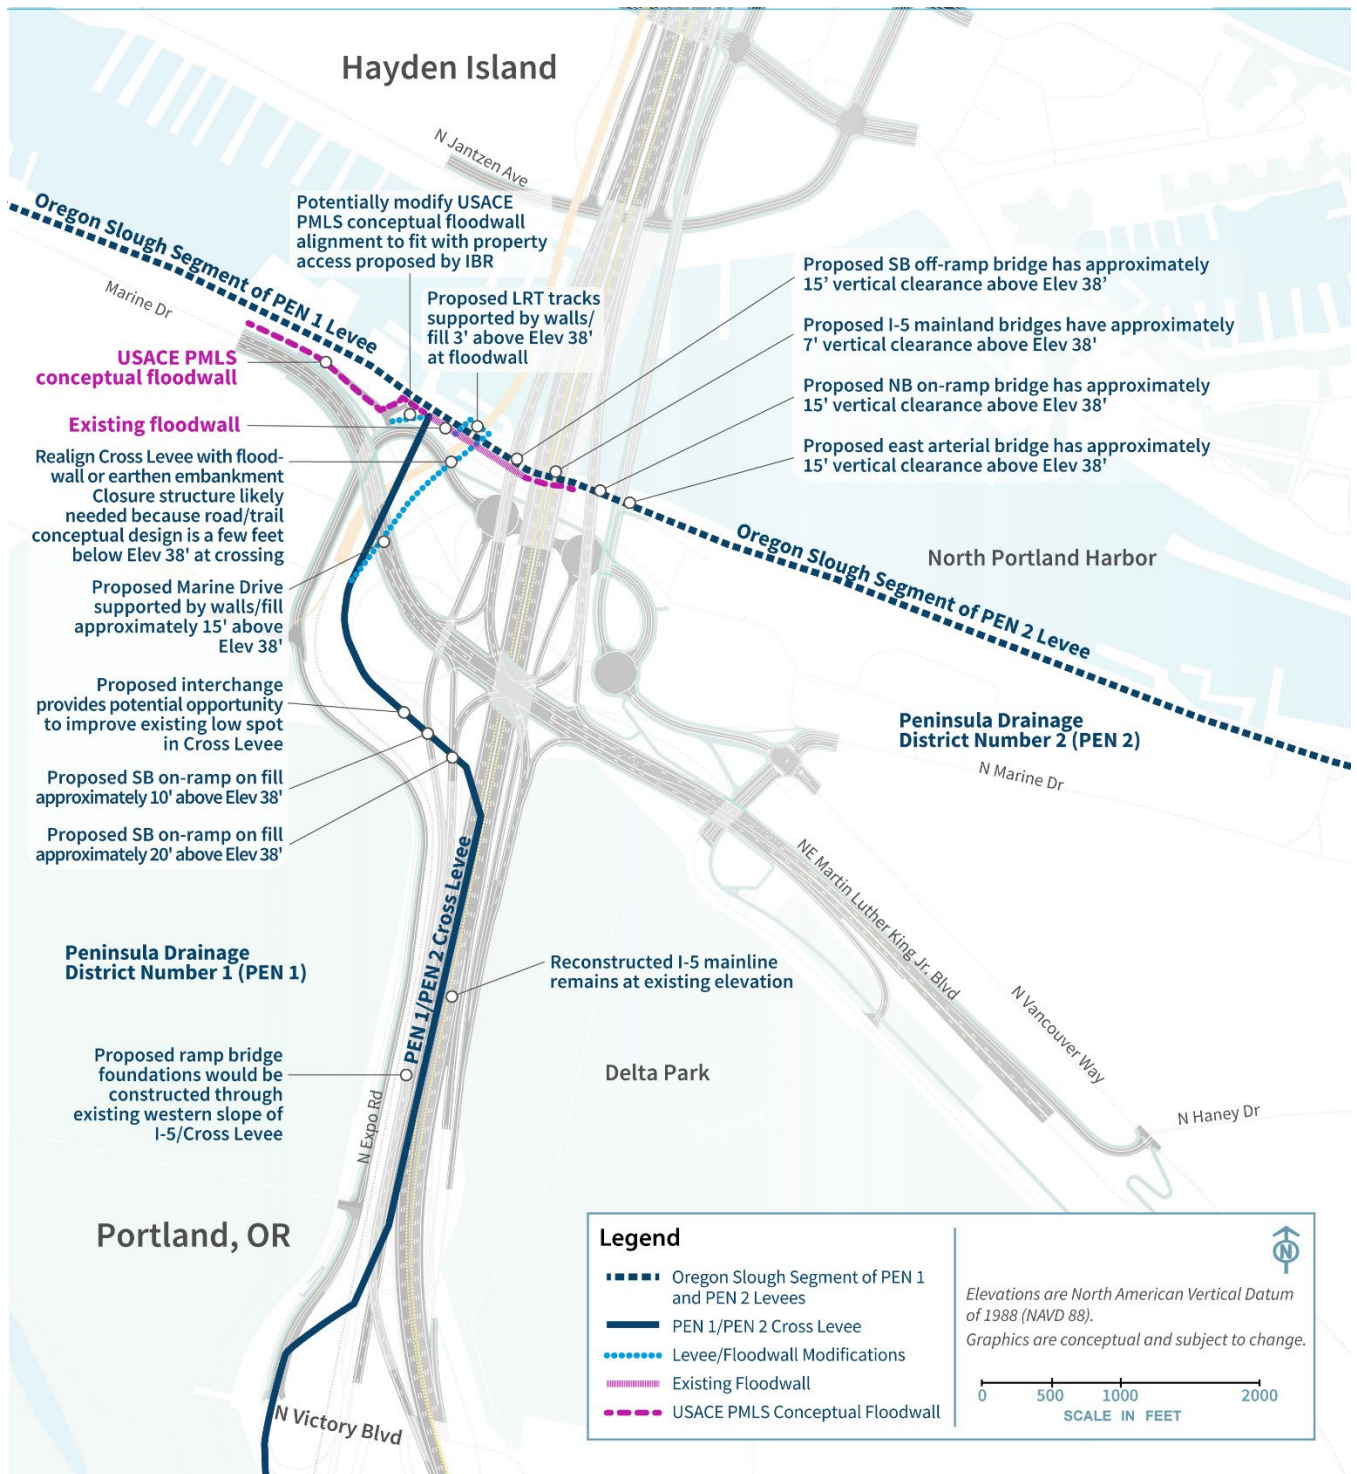 Hayden Island
N Jantzen Ave
Oregon Slough Segment of PEN 1 Levee
Marine Dr
Potentially modify USACE
PMLS conceptual floodwall
alignment to fit with property
access proposed by IBR
Proposed LRT tracks
supported by walls/
fill 3' above Elev 38'
at floodwall
Proposed SB off-ramp bridge has approximately
15’ vertical clearance above Elev 38’
Proposed I-5 mainland bridges have approximately
7' vertical clearance above Elev 38'
Proposed NB on-ramp bridge has approximately
15' vertical clearance above Elev 38'
Proposed east arterial bridge has approximately
15' vertical clearance above Elev 38'
USACE PMLS
conceptual floodwall
Existing floodwall
Realign Cross Levee with flood-
wall or earthen embankment
Closure structure likely
needed because road/trail
conceptual design is a few feet
below Elev 38' at crossing
Proposed Marine Drive
supported by walls/fill
approximately 15' above
Elev 38'
Proposed interchange
provides potential opportunity
to improve existing low spot
in Cross Levee
Proposed SB on-ramp on fill
approximately 10' above Elev 38'
Proposed SB on-ramp on fill
approximately 20' above Elev 38'
Oregon Slough Segment of PEN 2 Levee
North Portland Harbor
Peninsula Drainage
District Number 2 (PEN 2)
N Marine Dr
NE Martin Luther King Jr. Blvd
N Vancouver Way
N Haney Dr
Peninsula Drainage
District Number 1 (PEN 1)
PEN 1/PEN 2 Cross Levee
Reconstructed I-5 mainline
remains at existing elevation
Delta Park
Proposed ramp bridge
foundations would be
constructed through
existing western slope of
I-5/Cross Levee
N Expo Rd
Portland, OR
N Victory Blvd
Legend
Oregon Slough Segment of PEN 1
and PEN 2 Levees
PEN 1/PEN 2 Cross Levee
Levee/Floodwall Modifications
Existing Floodwall
USACE PMLS Conceptual Floodwall
N
Elevations are North American Vertical Datum
of 1988 (NAVD 88).
Graphics are conceptual and subject to change.
0 500 1000 2000
SCALE IN FEET